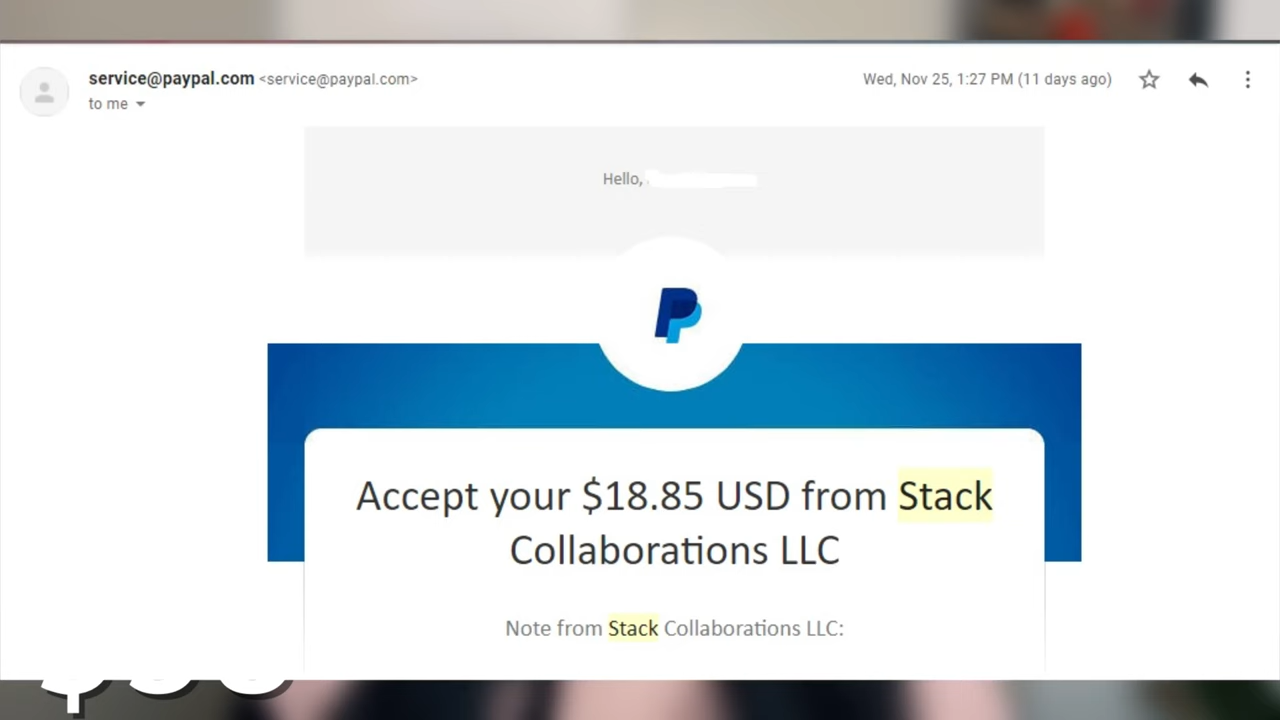 service@paypal.com <service@paypal.com>
Wed, Nov 25, 1:27 PM (11 days ago)
to me
Hello,
Accept your $18.85 USD from Stack
Collaborations LLC
Note from Stack Collaborations LLC: